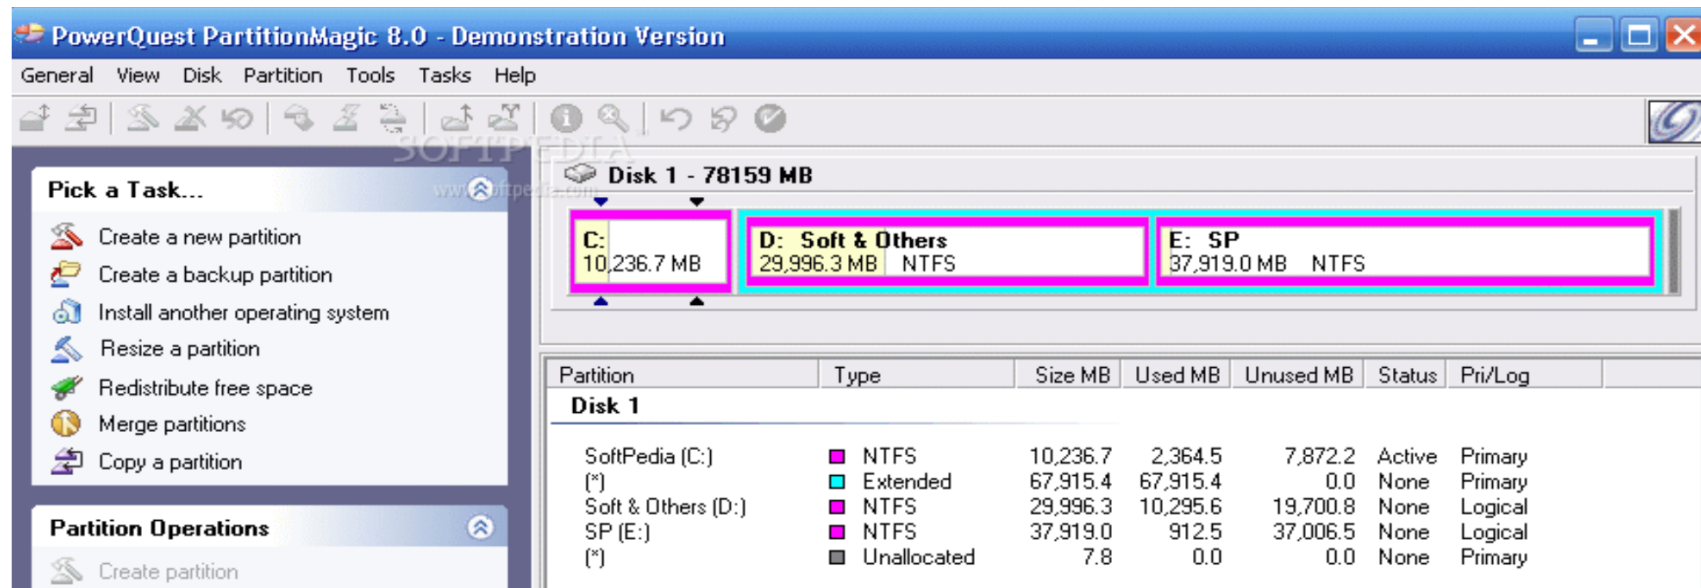 PowerQuest PartitionMagic 8.0 - Demonstration Version
General View Disk Partition Tools Tasks Help
SOFTPEDIA
www.softpedia.com
Pick a Task...
Create a new partition
Create a backup partition
Install another operating system
Resize a partition
Redistribute free space
Merge partitions
Copy a partition
Partition Operations
Create partition
Disk 1 - 78159 MB
C:
10,236.7 MB
D: Soft & Others
29,996.3 MB NTFS
E: SP
37,919.0 MB NTFS
Partition Type Size MB Used MB Unused MB Status Pri/Log
Disk 1
SoftPedia (C:) NTFS 10,236.7 2,364.5 7,872.2 Active Primary
(*) Extended 67,915.4 67,915.4 0.0 None Primary
Soft & Others (D:) NTFS 29,996.3 10,295.6 19,700.8 None Logical
SP (E:) NTFS 37,919.0 912.5 37,006.5 None Logical
(*) Unallocated 7.8 0.0 0.0 None Primary